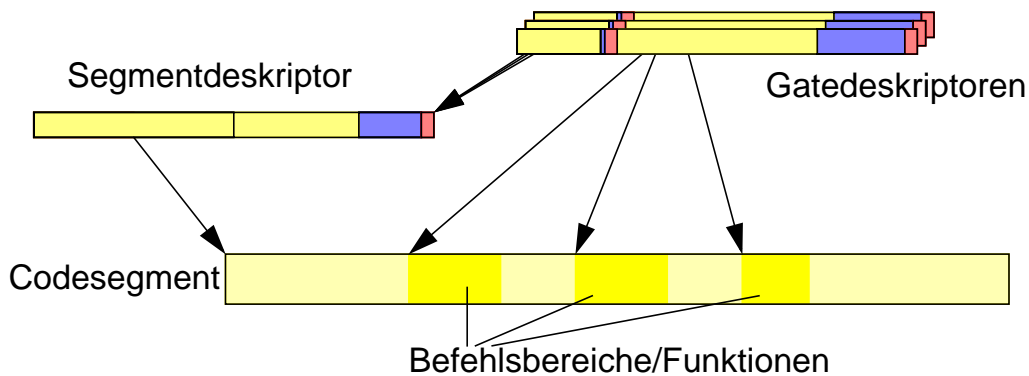 Segmentdeskriptor
Gatedeskriptoren
Codesegment
Befehlsbereiche/Funktionen